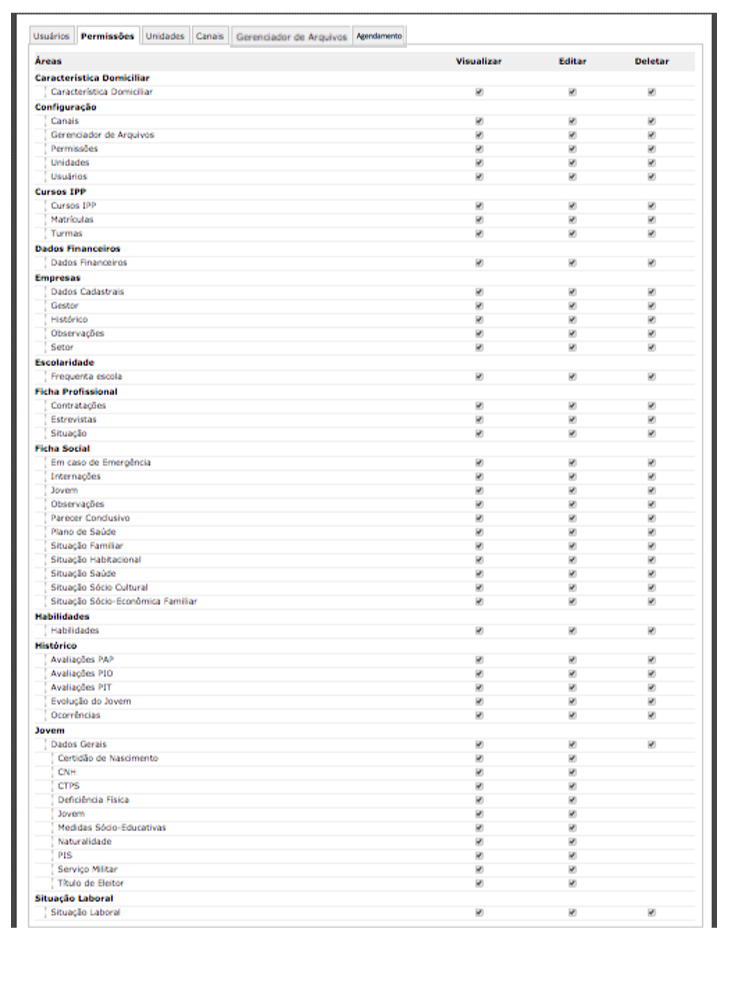 Usuários Permissões Unidades Canais Gerenciador de Arquivos Agendamento
Áreas Visualizar Editar Deletar
Característica Domiciliar
Característica Domiciliar
Configuração
Canais
Gerenciador de Arquivos
Permissões
Unidades
Usuários
Cursos IPP
Cursos IPP
Matrículas
Turmas
Dados Financeiros
Dados Financeiros
Empresas
Dados Cadastrais
Gestor
Histórico
Observações
Setor
Escolaridade
Frequenta escola
Ficha Profissional
Contratações
Estrevistas
Situação
Ficha Social
Em caso de Emergência
Internações
Jovem
Observações
Parecer Conclusivo
Plano de Saúde
Situação Familiar
Situação Habitacional
Situação Saúde
Situação Sócio Cultural
Situação Sócio-Econômica Familiar
Habilidades
Habilidades
Histórico
Avaliações PAP
Avaliações PIO
Avaliações PIT
Evolução do Jovem
Ocorrências
Jovem
Dados Gerais
Certidão de Nascimento
CNH
CTPS
Deficiência Física
Jovem
Medidas Sócio-Educativas
Naturalidade
PIS
Serviço Militar
Título de Eleitor
Situação Laboral
Situação Laboral